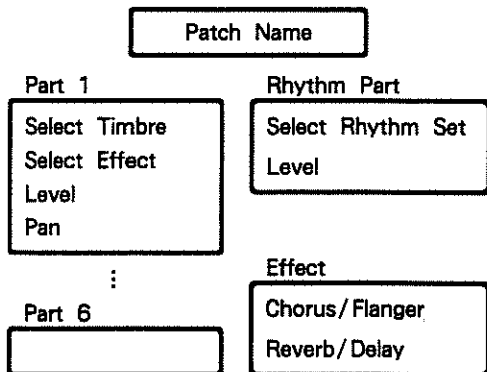 Patch Name
Part 1
Select Timbre
Select Effect
Level
Pan
⋮
Part 6
Rhythm Part
Select Rhythm Set
Level
Effect
Chorus/Flanger
Reverb/Delay